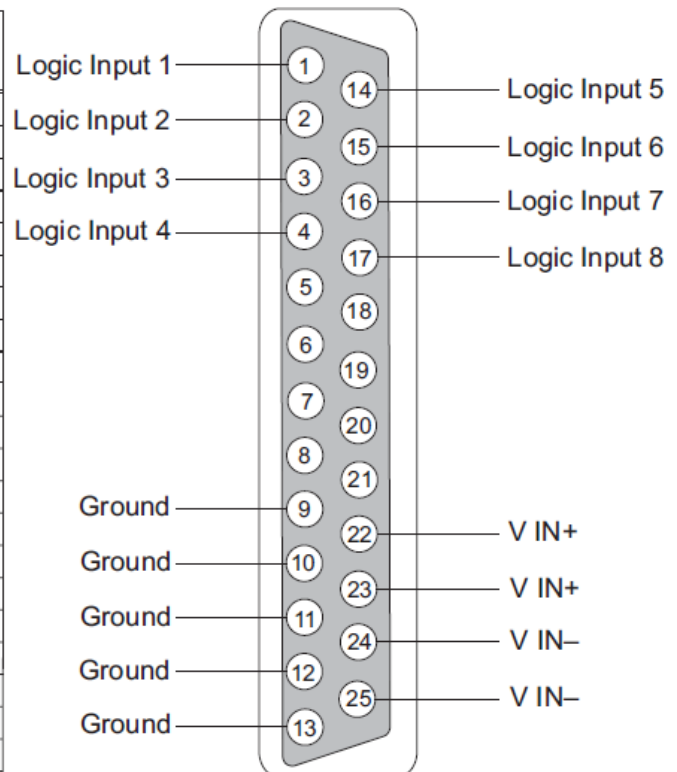 Logic Input 1
1
14
Logic Input 5
Logic Input 2
2
15
Logic Input 6
Logic Input 3
3
16
Logic Input 7
Logic Input 4
4
17
Logic Input 8
5
18
6
19
7
20
8
21
Ground
9
22
V IN+
Ground
10
23
V IN+
Ground
11
24
V IN–
Ground
12
25
V IN–
Ground
13